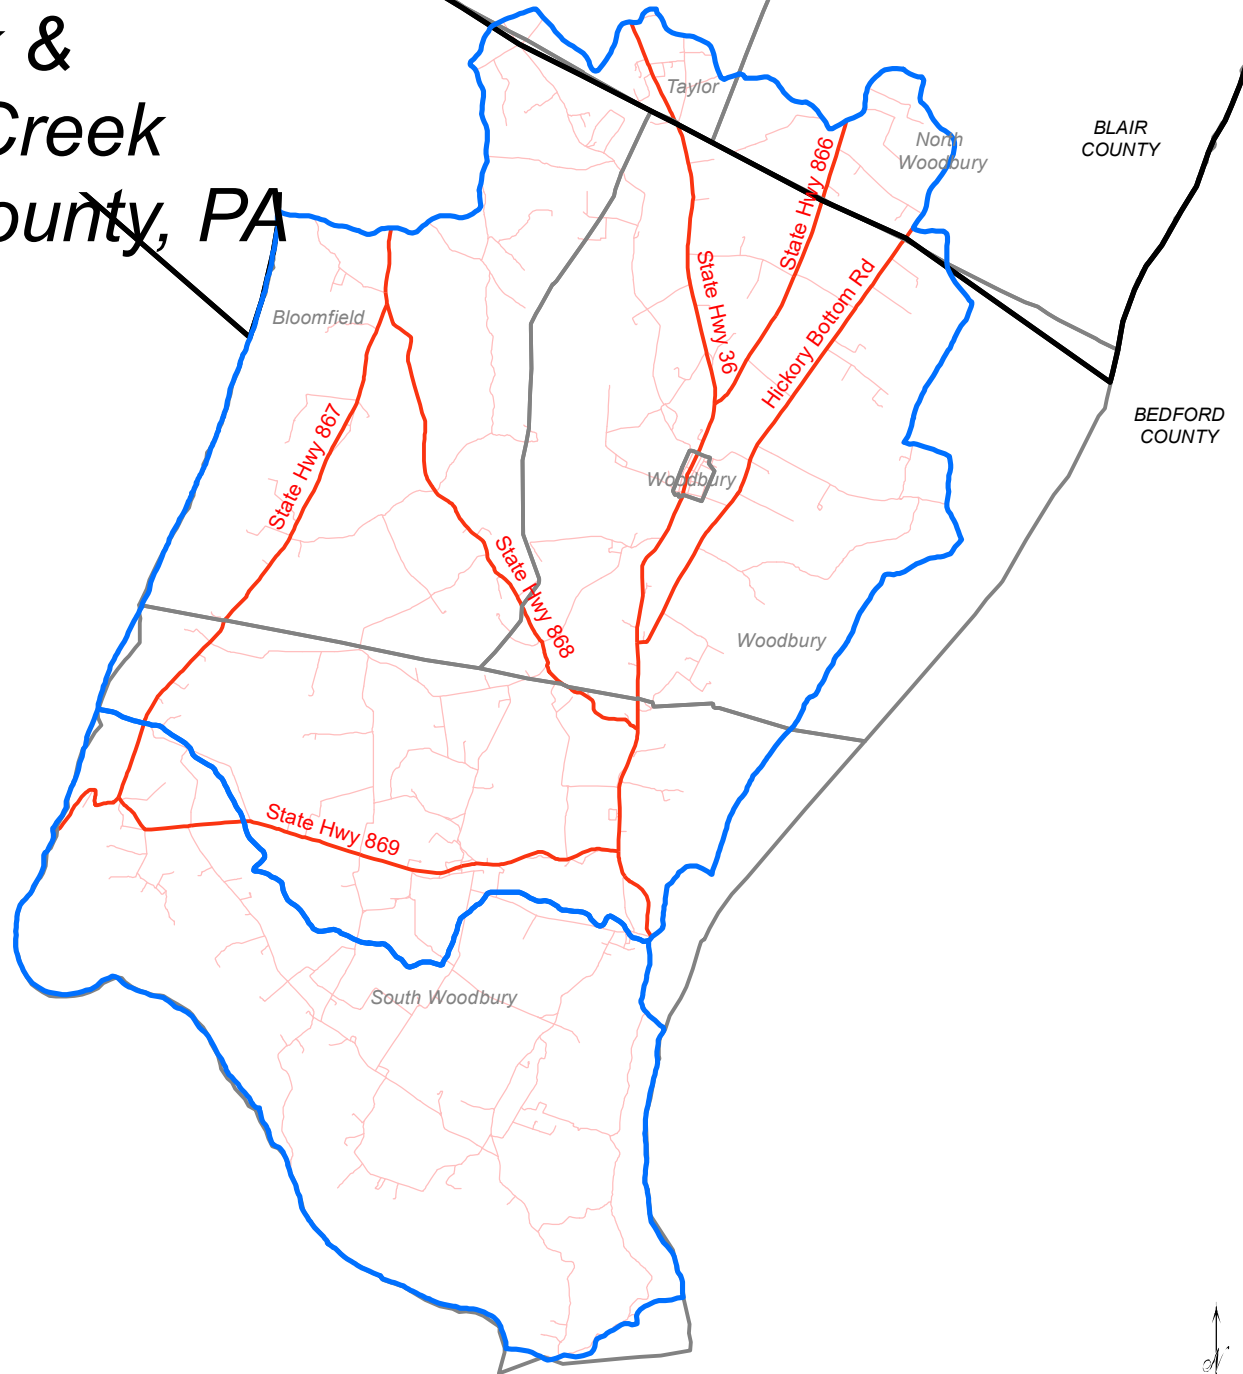 &
Creek
ounty, PA
Taylor
North
Woodbury
BLAIR
COUNTY
State Hwy 866
State Hwy 36
Hickory Bottom Rd
Bloomfield
BEDFORD
COUNTY
State Hwy 867
Woodbury
State Hwy 868
Woodbury
State Hwy 869
South Woodbury
N